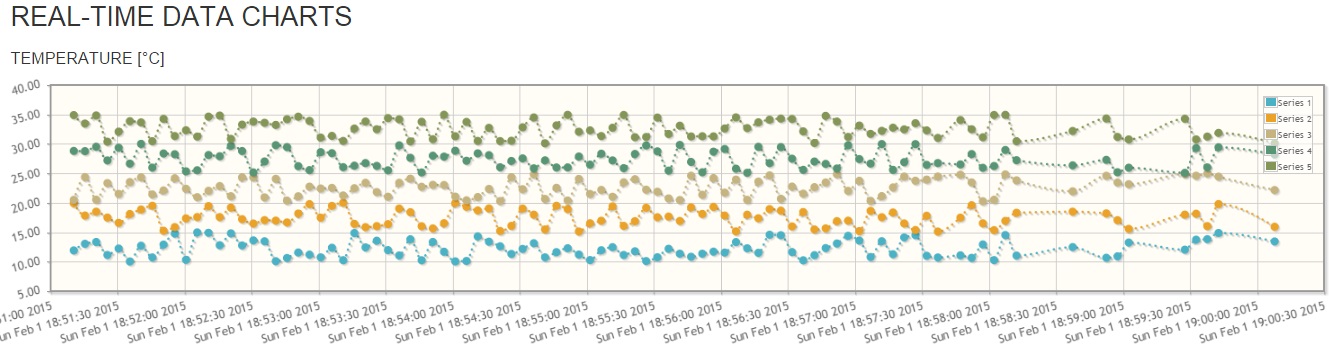 REAL-TIME DATA CHARTS
TEMPERATURE [°C]
40.00
35.00
30.00
25.00
20.00
15.00
10.00
5.00
Series 1
Series 2
Series 3
Series 4
Series 5
1:00 2015
Sun Feb 1 18:51:30 2015
Sun Feb 1 18:52:00 2015
Sun Feb 1 18:52:30 2015
Sun Feb 1 18:53:00 2015
Sun Feb 1 18:53:30 2015
Sun Feb 1 18:54:00 2015
Sun Feb 1 18:54:30 2015
Sun Feb 1 18:55:00 2015
Sun Feb 1 18:55:30 2015
Sun Feb 1 18:56:00 2015
Sun Feb 1 18:56:30 2015
Sun Feb 1 18:57:00 2015
Sun Feb 1 18:57:30 2015
Sun Feb 1 18:58:00 2015
Sun Feb 1 18:58:30 2015
Sun Feb 1 18:59:00 2015
Sun Feb 1 18:59:30 2015
Sun Feb 1 19:00:00 2015
Sun Feb 1 19:00:30 2015